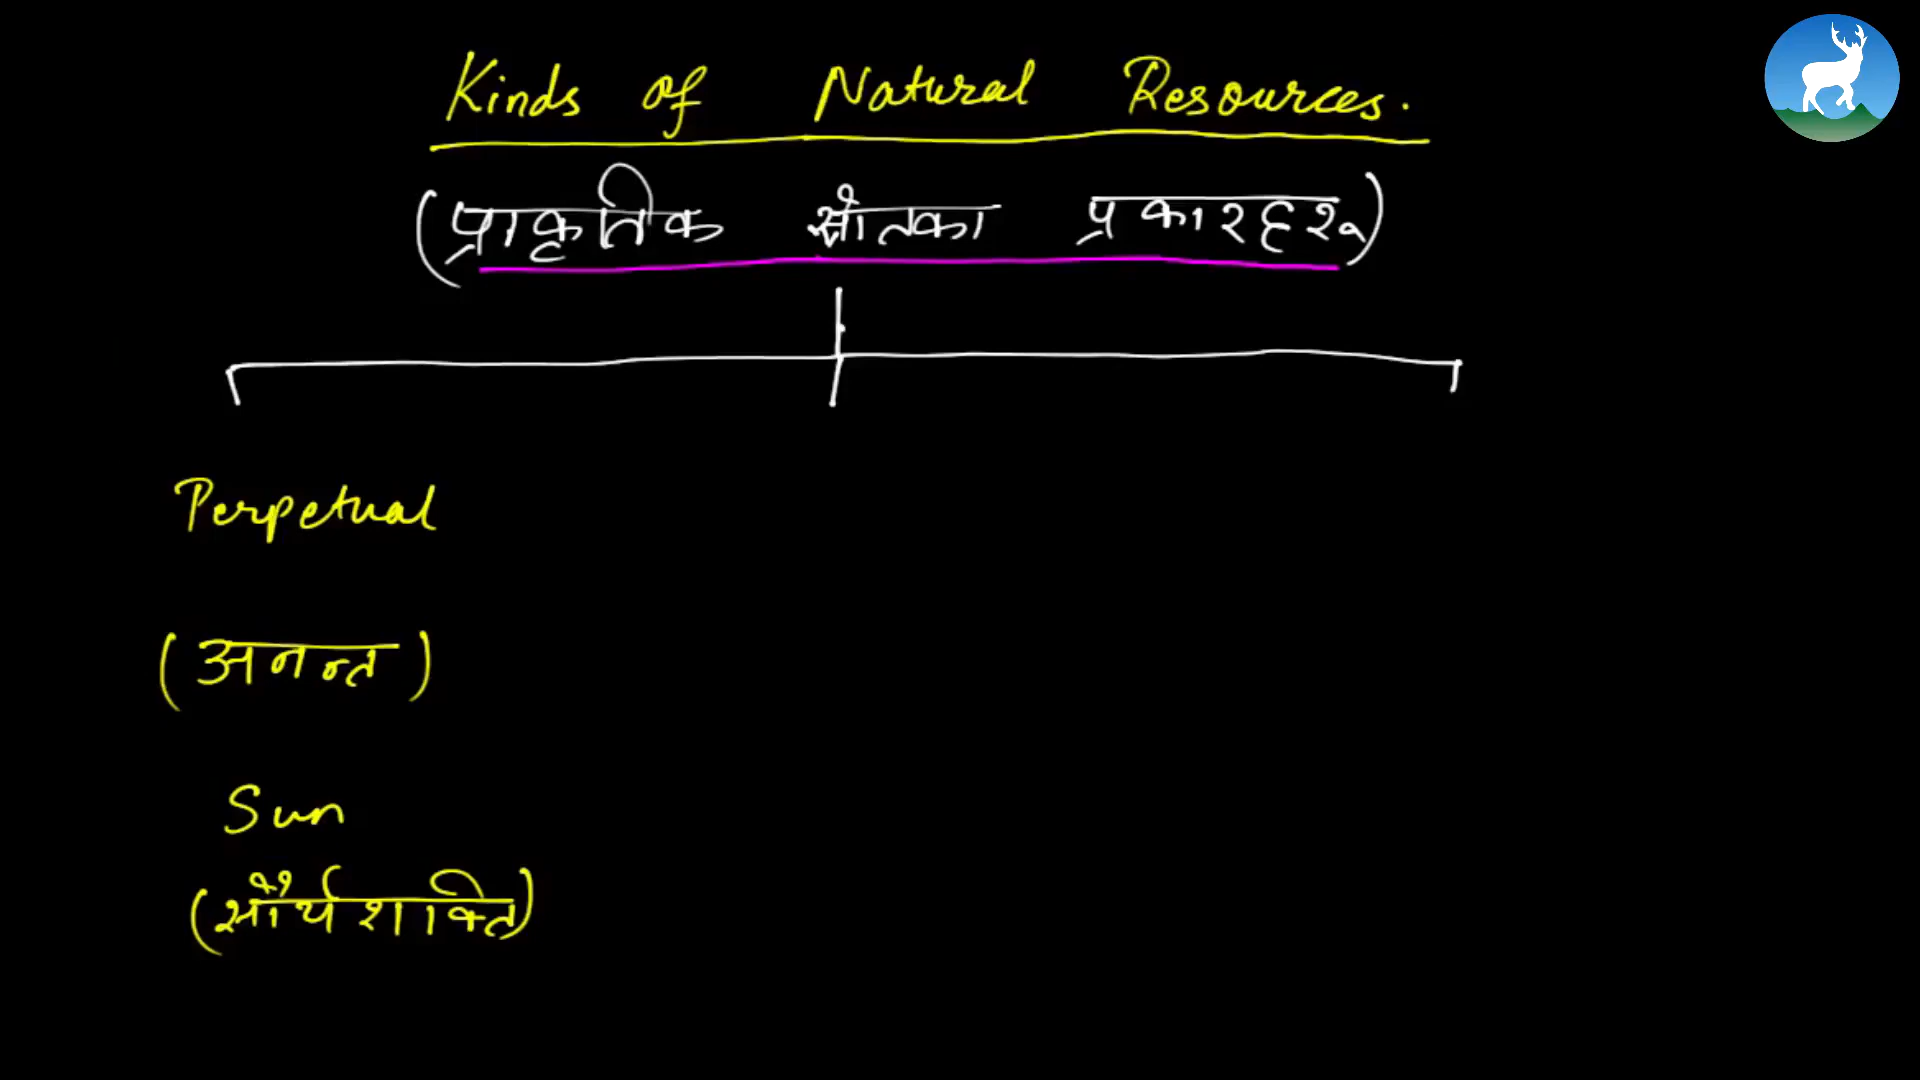 Kinds of Natural Resources.
(प्राकृतिक स्रोतका प्रकारहरू)
Perpetual
(अनन्त)
Sun
(सौर्य शक्ति)